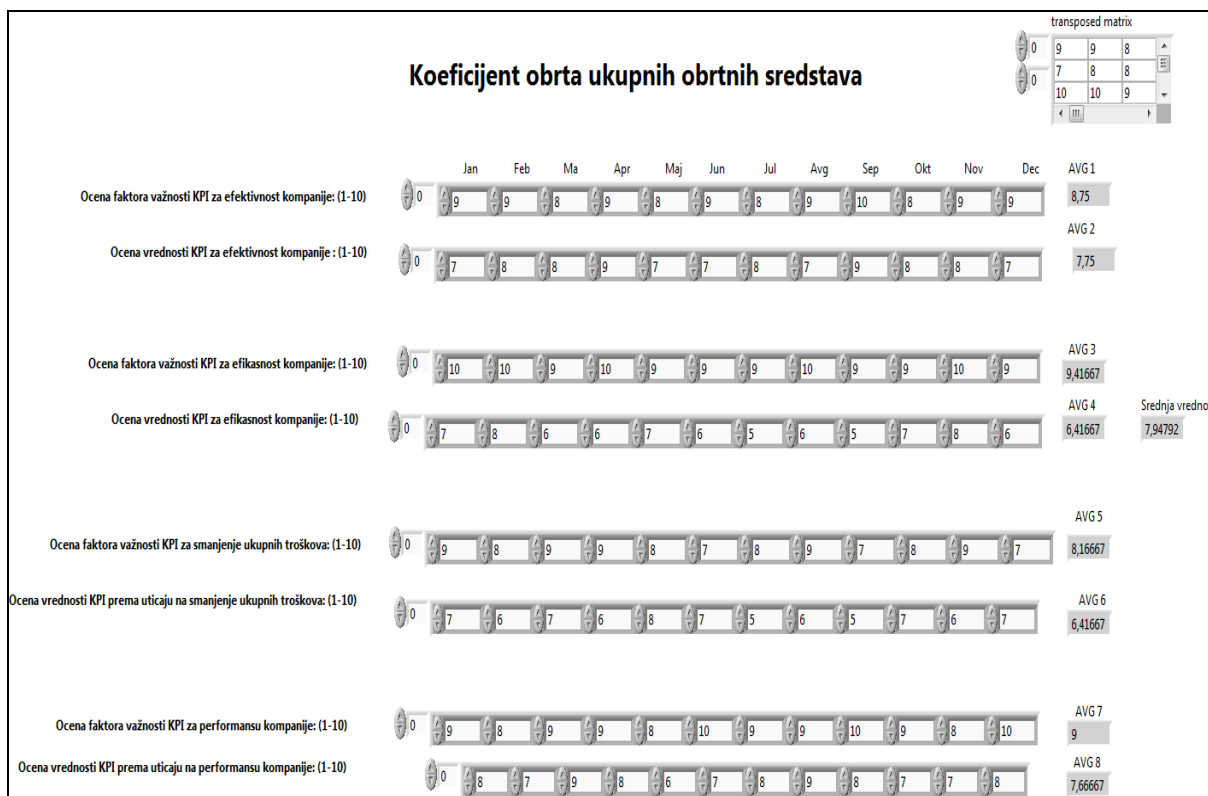 transposed matrix
0 9 9 8
0 7 8 8
10 10 9
Koeficijent obrta ukupnih obrtnih sredstava
Jan Feb Ma Apr Maj Jun Jul Avg Sep Okt Nov Dec AVG 1
Ocena faktora važnosti KPI za efektivnost kompanije: (1-10) 0 9 9 8 9 8 9 8 9 10 8 9 9 8,75
AVG 2
Ocena vrednosti KPI za efektivnost kompanije : (1-10) 0 7 8 8 9 7 7 8 7 9 8 8 7 7,75
AVG 3
Ocena faktora važnosti KPI za efikasnost kompanije: (1-10) 0 10 10 9 10 9 9 9 10 9 9 10 9 9,41667
AVG 4 Srednja vredno
Ocena vrednosti KPI za efikasnost kompanije: (1-10) 0 7 8 6 6 7 6 5 6 5 7 8 6 6,41667 7,94792
AVG 5
Ocena faktora važnosti KPI za smanjenje ukupnih troškova: (1-10) 0 9 8 9 9 8 7 8 9 7 8 9 7 8,16667
AVG 6
Ocena vrednosti KPI prema uticaju na smanjenje ukupnih troškova: (1-10) 0 7 6 7 6 8 7 5 6 5 7 6 7 6,41667
AVG 7
Ocena faktora važnosti KPI za performansu kompanije: (1-10) 0 9 8 9 8 8 10 9 9 10 9 8 10 9
AVG 8
Ocena vrednosti KPI prema uticaju na performansu kompanije: (1-10) 0 8 7 9 8 6 7 8 9 8 7 7 8 7,66667